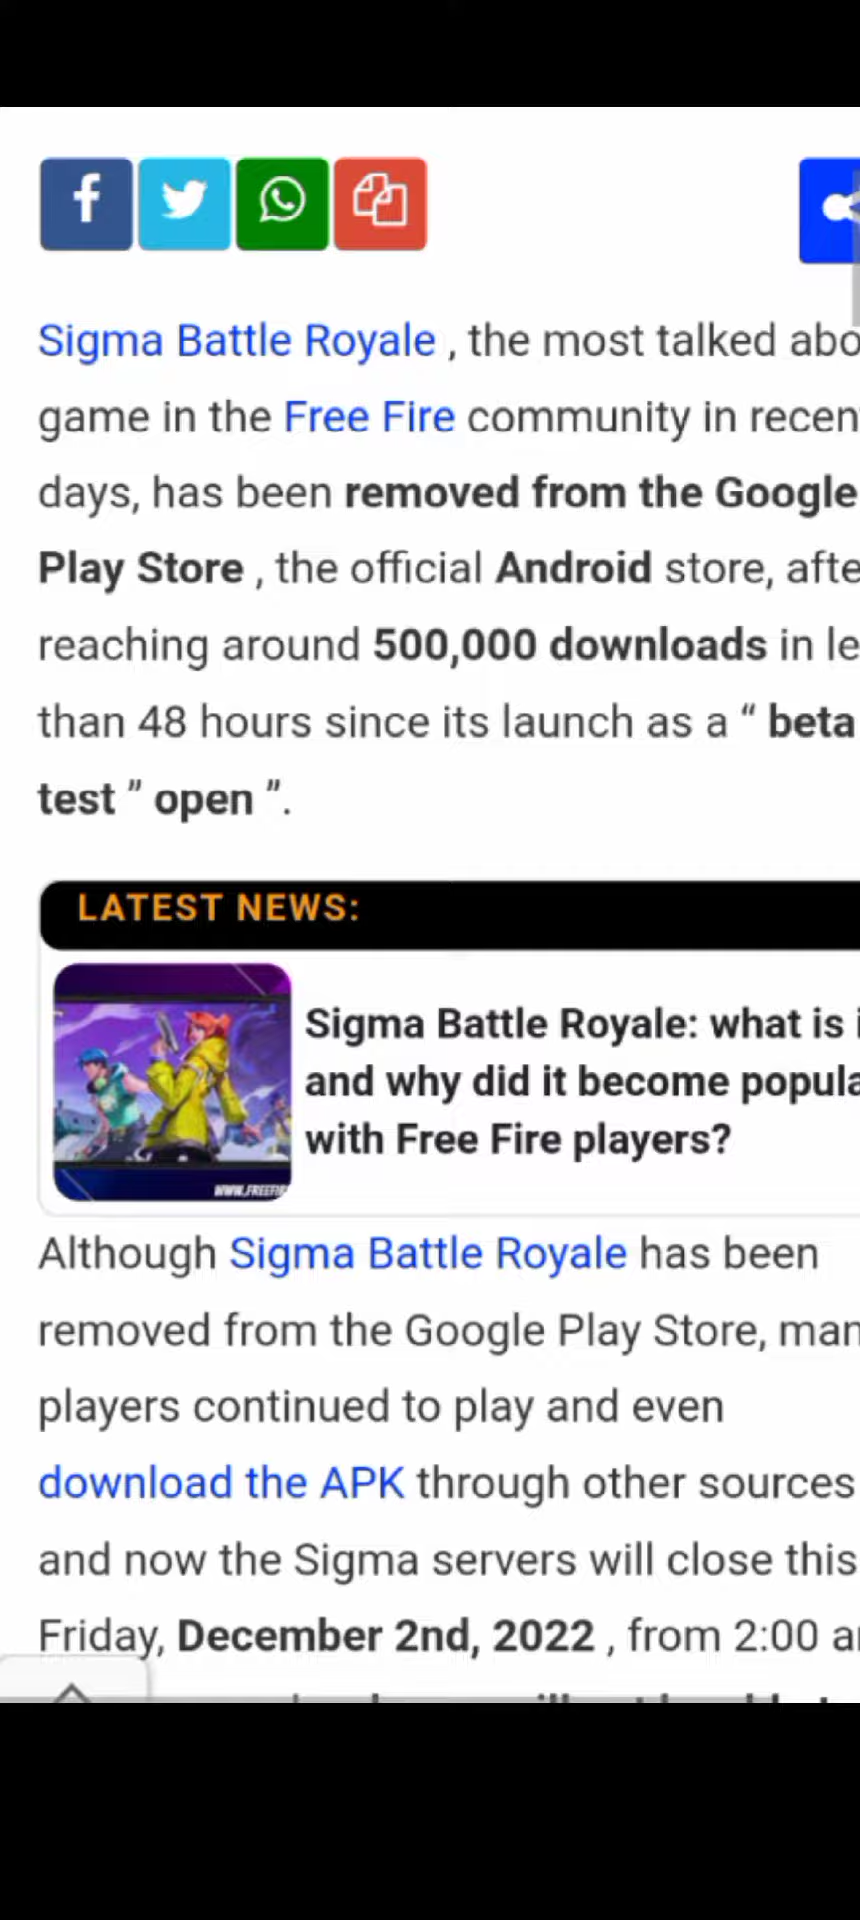 Sigma Battle Royale , the most talked abo
game in the Free Fire community in recen
days, has been removed from the Google
Play Store , the official Android store, afte
reaching around 500,000 downloads in le
than 48 hours since its launch as a “ beta
test ” open ”.
LATEST NEWS:
Sigma Battle Royale: what is i
and why did it become popula
with Free Fire players?
WWW.FREEFI
Although Sigma Battle Royale has been
removed from the Google Play Store, man
players continued to play and even
download the APK through other sources
and now the Sigma servers will close this
Friday, December 2nd, 2022 , from 2:00 a